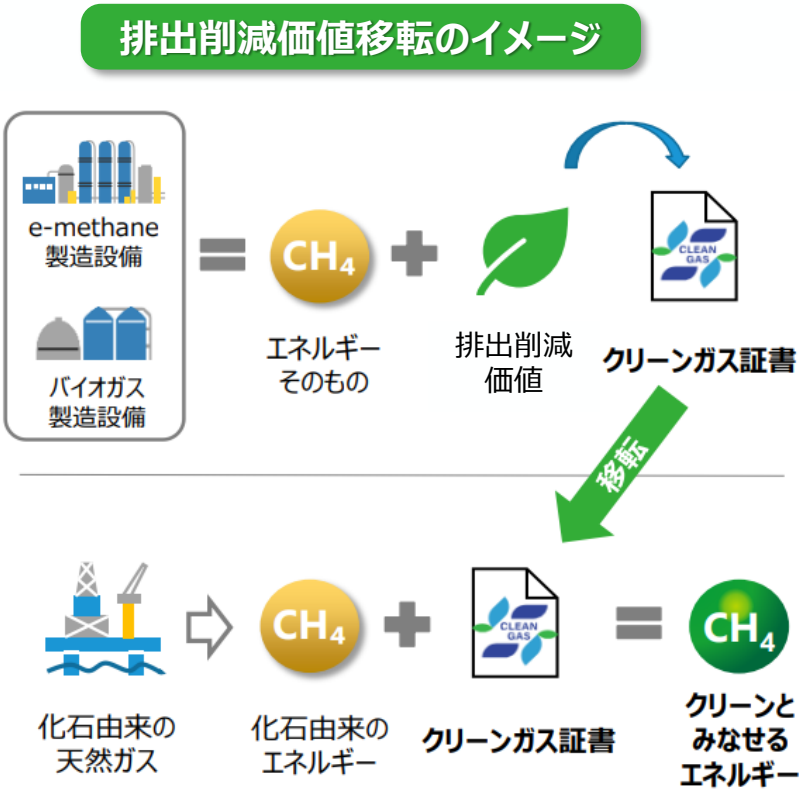 排出削減価値移転のイメージ
e-methane
製造設備
バイオガス
製造設備
CH4
エネルギー
そのもの
排出削減
価値
CLEAN
GAS
クリーンガス証書
移転
化石由来の
天然ガス
CH4
化石由来の
エネルギー
CLEAN
GAS
クリーンガス証書
CH4
クリーンと
みなせる
エネルギー